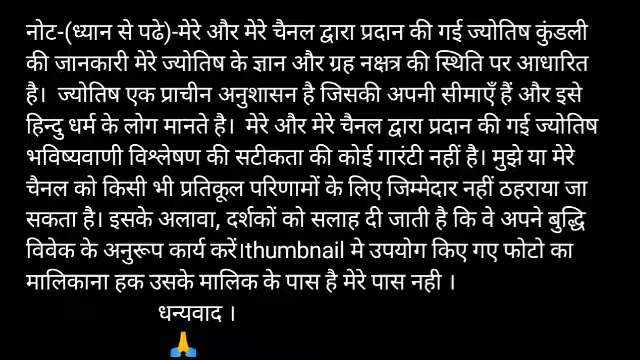 नोट-(ध्यान से पढे)-मेरे और मेरे चैनल द्वारा प्रदान की गई ज्योतिष कुंडली
की जानकारी मेरे ज्योतिष के ज्ञान और ग्रह नक्षत्र की स्थिति पर आधारित
है। ज्योतिष एक प्राचीन अनुशासन है जिसकी अपनी सीमाएँ हैं और इसे
हिन्दु धर्म के लोग मानते है। मेरे और मेरे चैनल द्वारा प्रदान की गई ज्योतिष
भविष्यवाणी विश्लेषण की सटीकता की कोई गारंटी नहीं है। मुझे या मेरे
चैनल को किसी भी प्रतिकूल परिणामों के लिए जिम्मेदार नहीं ठहराया जा
सकता है। इसके अलावा, दर्शकों को सलाह दी जाती है कि वे अपने बुद्धि
विवेक के अनुरूप कार्य करें।thumbnail मे उपयोग किए गए फोटो का
मालिकाना हक उसके मालिक के पास है मेरे पास नही ।
धन्यवाद ।
🙏